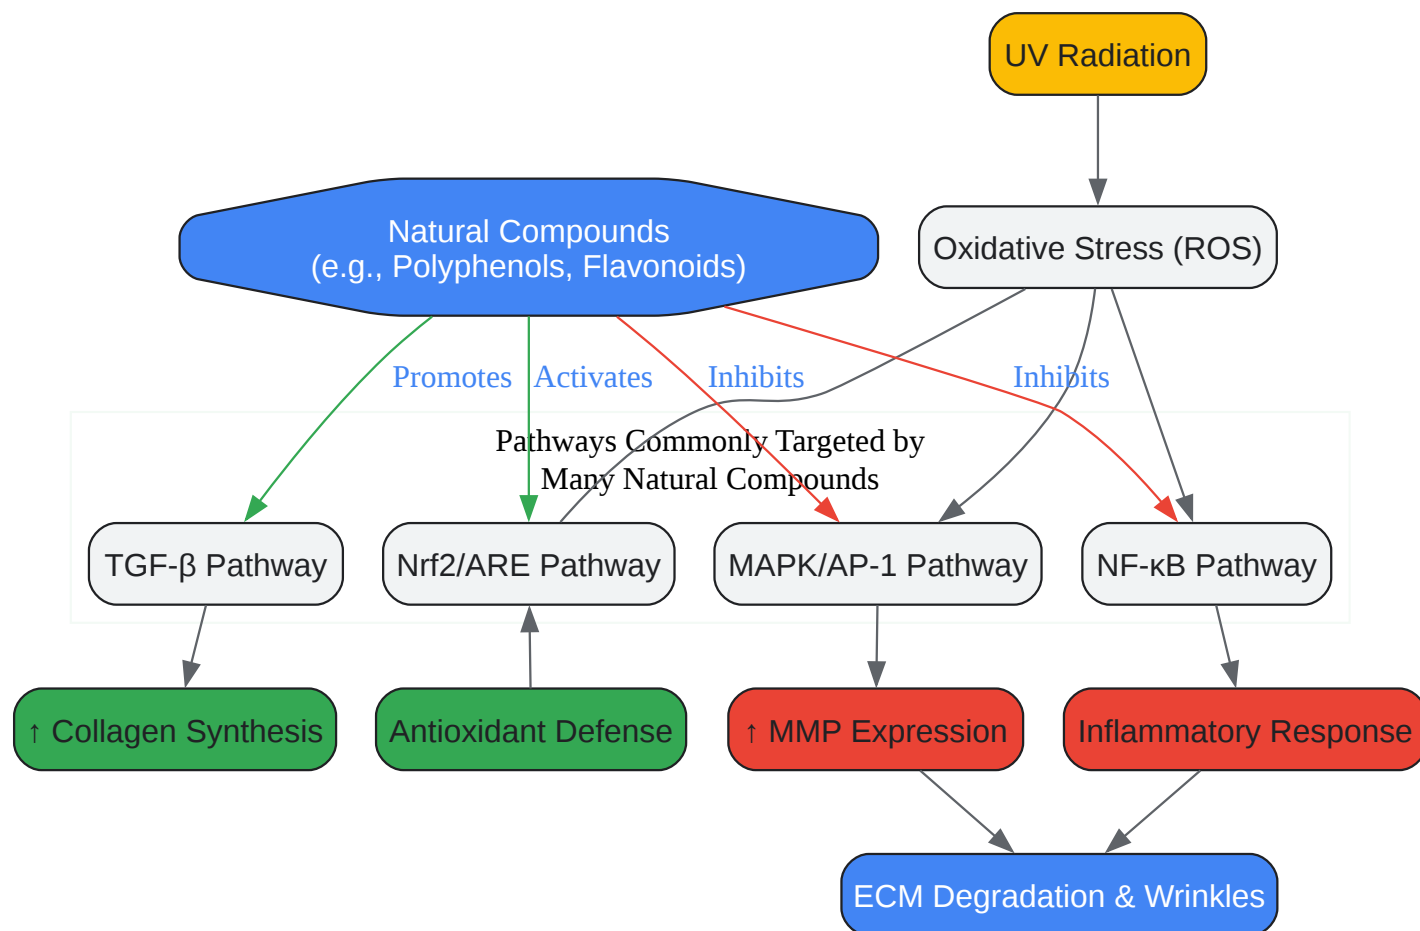 UV Radiation
Natural Compounds
(e.g., Polyphenols, Flavonoids)
Oxidative Stress (ROS)
Promotes
Activates
Inhibits
Inhibits
Pathways Commonly Targeted by
Many Natural Compounds
TGF-β Pathway
Nrf2/ARE Pathway
MAPK/AP-1 Pathway
NF-κB Pathway
↑ Collagen Synthesis
Antioxidant Defense
↑ MMP Expression
Inflammatory Response
ECM Degradation & Wrinkles